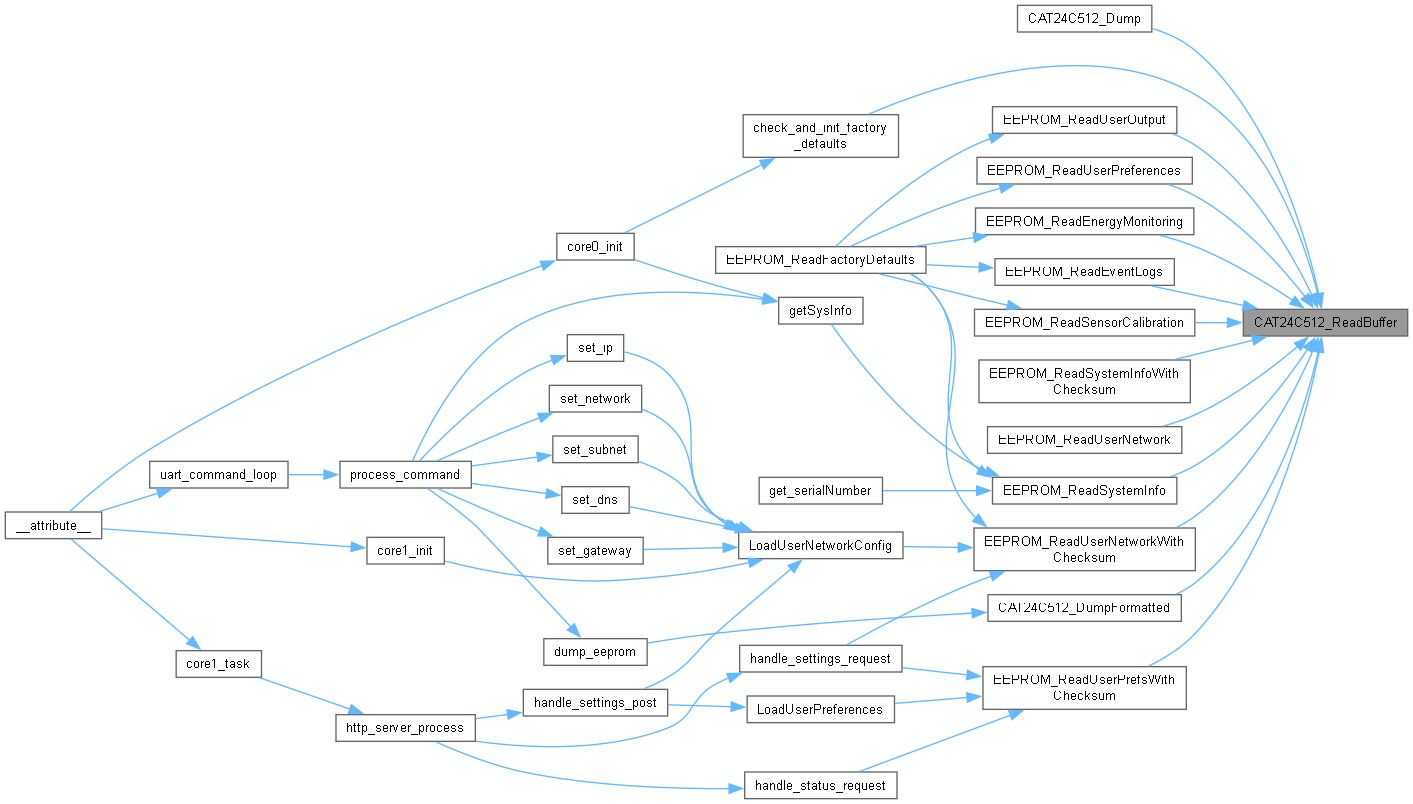 CAT24C512_Dump
check_and_init_factory
_defaults
EEPROM_ReadUserOutput
EEPROM_ReadUserPreferences
EEPROM_ReadEnergyMonitoring
core0_init
EEPROM_ReadFactoryDefaults
EEPROM_ReadEventLogs
getSysInfo
EEPROM_ReadSensorCalibration
CAT24C512_ReadBuffer
set_ip
EEPROM_ReadSystemInfoWith
Checksum
set_network
set_subnet
EEPROM_ReadUserNetwork
uart_command_loop
process_command
get_serialNumber
EEPROM_ReadSystemInfo
set_dns
__attribute__
core1_init
set_gateway
LoadUserNetworkConfig
EEPROM_ReadUserNetworkWith
Checksum
CAT24C512_DumpFormatted
dump_eeprom
core1_task
handle_settings_request
EEPROM_ReadUserPrefsWith
Checksum
handle_settings_post
LoadUserPreferences
http_server_process
handle_status_request